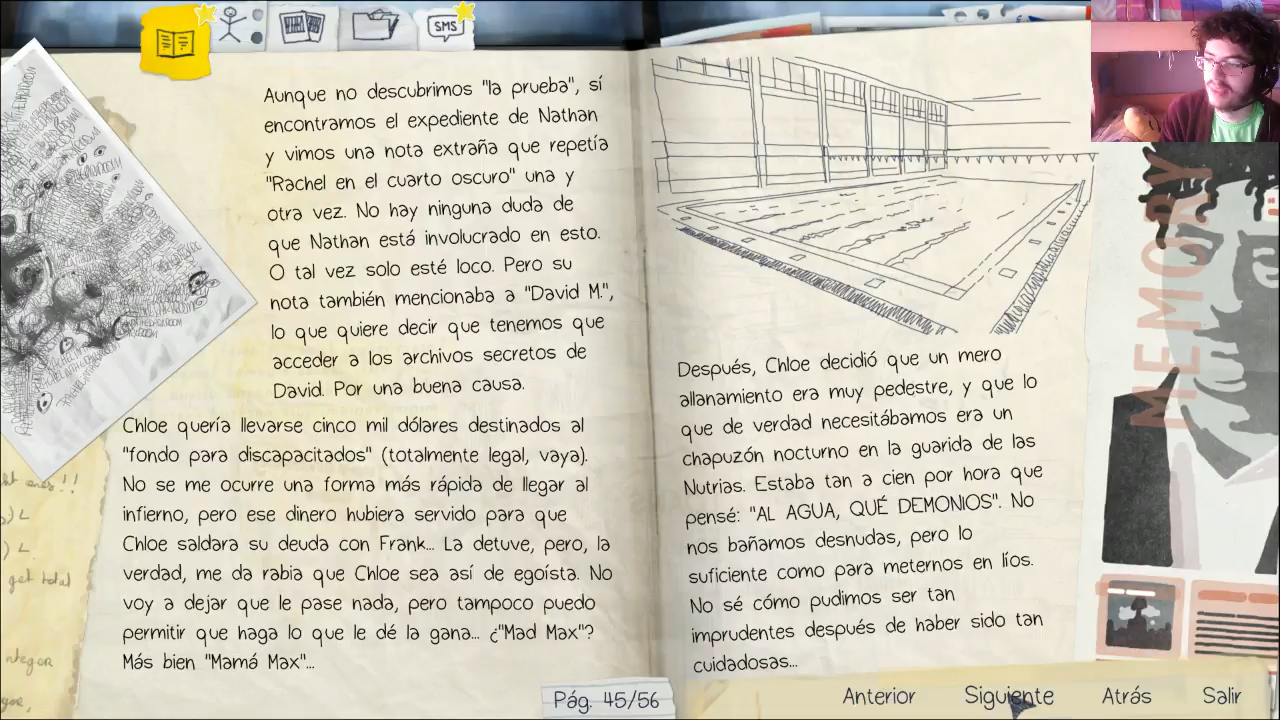 SMS
Aunque no descubrimos "la prueba", sí
encontramos el expediente de Nathan
y vimos una nota extraña que repetía
"Rachel en el cuarto oscuro" una y
otra vez. No hay ninguna duda de
que Nathan está involucrado en esto.
O tal vez solo esté loco. Pero su
nota también mencionaba a "David M.",
lo que quiere decir que tenemos que
acceder a los archivos secretos de
David. Por una buena causa.
Chloe quería llevarse cinco mil dólares destinados al
"fondo para discapacitados" (totalmente legal, vaya).
No se me ocurre una forma más rápida de llegar al
infierno, pero ese dinero hubiera servido para que
Chloe saldara su deuda con Frank... La detuve, pero, la
verdad, me da rabia que Chloe sea así de egoísta. No
voy a dejar que le pase nada, pero tampoco puedo
permitir que haga lo que le dé la gana... ¿"Mad Max"?
Más bien "Mamá Max"...
Después, Chloe decidió que un mero
allanamiento era muy pedestre, y que lo
que de verdad necesitábamos era un
chapuzón nocturno en la guarida de las
Nutrias. Estaba tan a cien por hora que
pensé: "AL AGUA, QUÉ DEMONIOS". No
nos bañamos desnudas, pero lo
suficiente como para meternos en líos.
No sé cómo pudimos ser tan
imprudentes después de haber sido tan
cuidadosas...
MEMORY
get total
Pág. 45/56
Anterior
Siguiente
Atrás
Salir